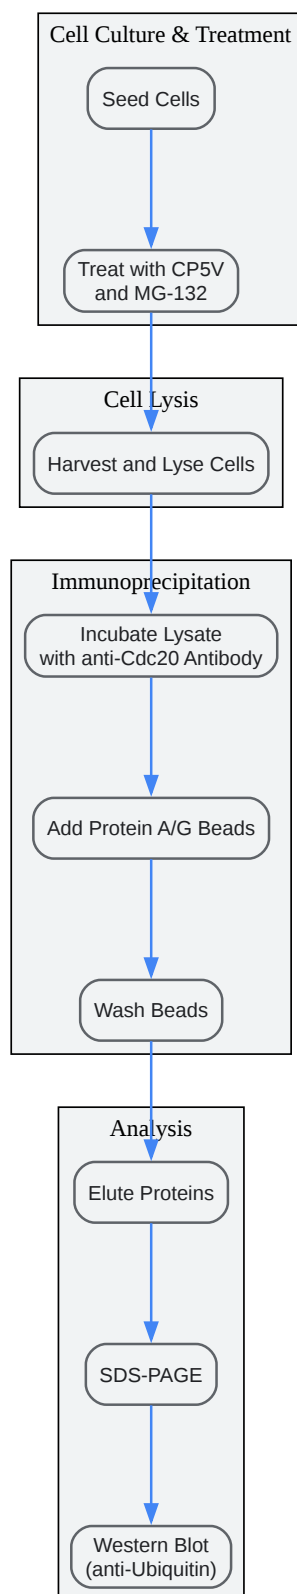 Cell Culture & Treatment
Seed Cells
Treat with CP5V
and MG-132
Cell Lysis
Harvest and Lyse Cells
Immunoprecipitation
Incubate Lysate
with anti-Cdc20 Antibody
Add Protein A/G Beads
Wash Beads
Analysis
Elute Proteins
SDS-PAGE
Western Blot
(anti-Ubiquitin)